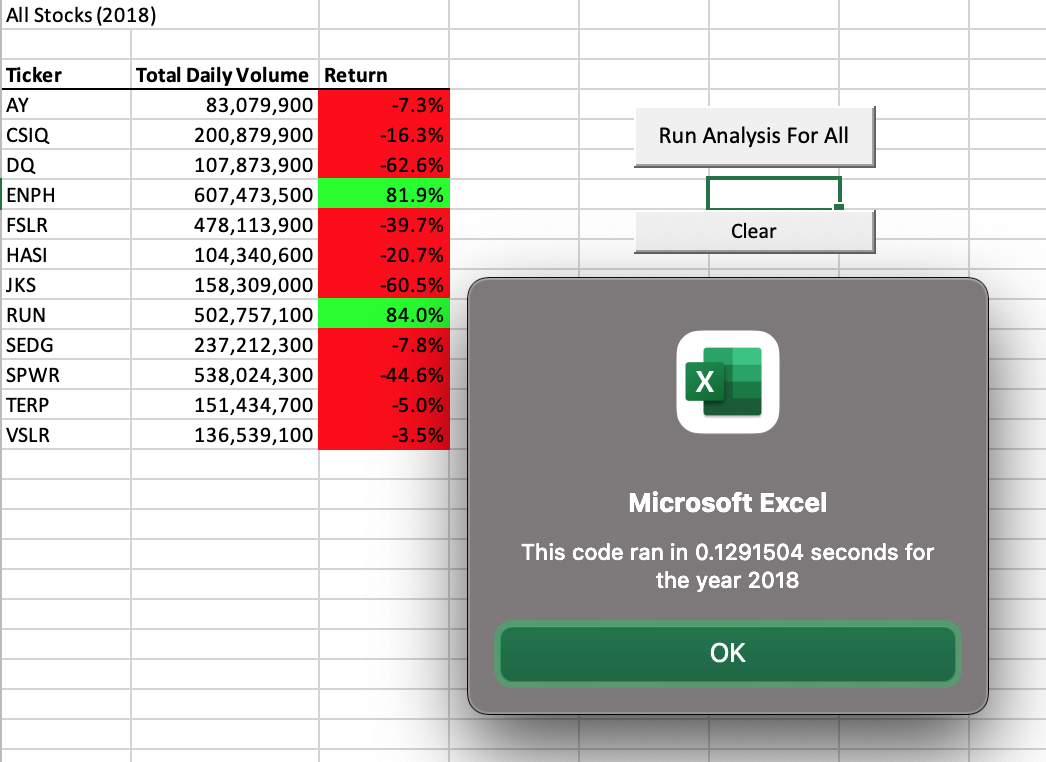 All Stocks (2018)
Ticker Total Daily Volume Return
AY 83,079,900 -7.3%
CSIQ 200,879,900 -16.3%
DQ 107,873,900 -62.6%
ENPH 607,473,500 81.9%
FSLR 478,113,900 -39.7%
HASI 104,340,600 -20.7%
JKS 158,309,000 -60.5%
RUN 502,757,100 84.0%
SEDG 237,212,300 -7.8%
SPWR 538,024,300 -44.6%
TERP 151,434,700 -5.0%
VSLR 136,539,100 -3.5%
Run Analysis For All
Clear
X
Microsoft Excel
This code ran in 0.1291504 seconds for
the year 2018
OK